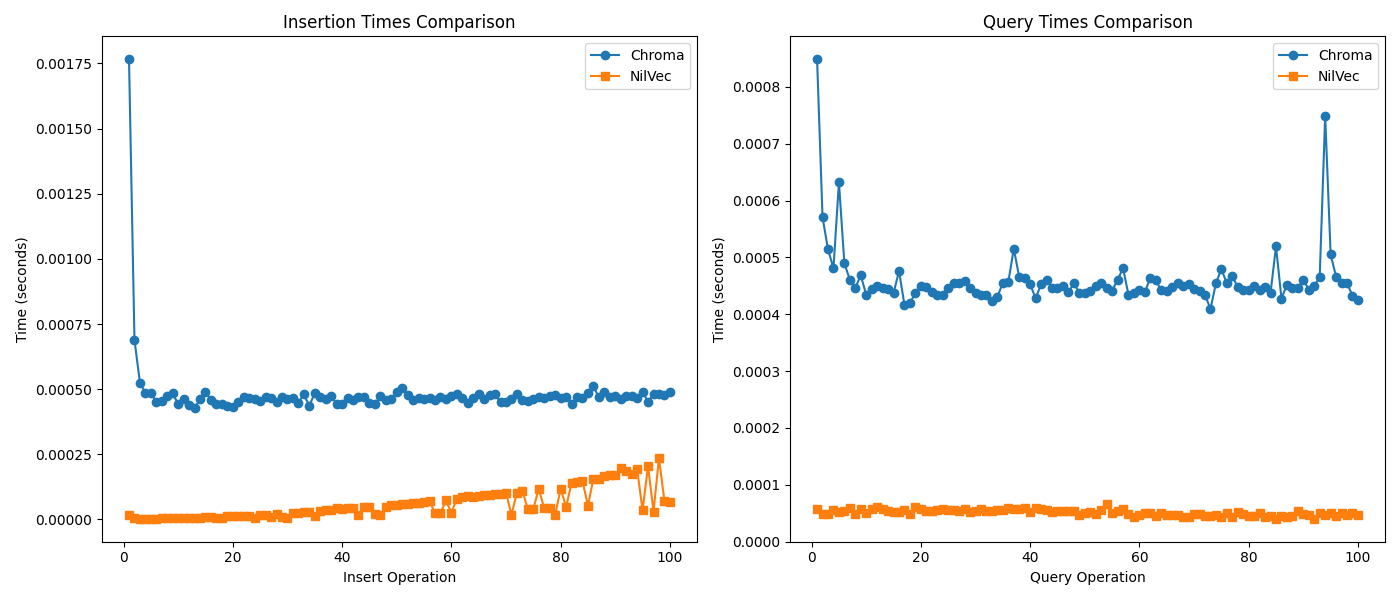 Insertion Times Comparison
Chroma
NilVec
0.00175
0.00150
0.00125
0.00100
0.00075
0.00050
0.00025
0.00000
Time (seconds)
0 20 40 60 80 100
Insert Operation
Query Times Comparison
Chroma
NilVec
0.0008
0.0007
0.0006
0.0005
0.0004
0.0003
0.0002
0.0001
0.0000
Time (seconds)
0 20 40 60 80 100
Query Operation